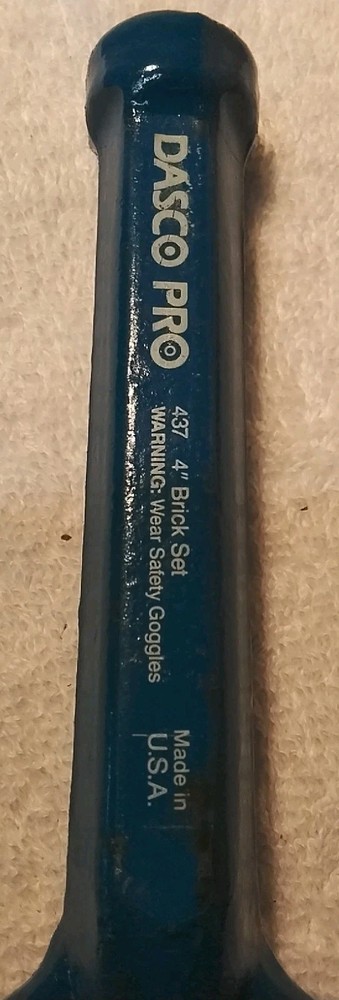 DASCO PRO
437 4" Brick Set
WARNING: Wear Safety Goggles
Made in
U.S.A.